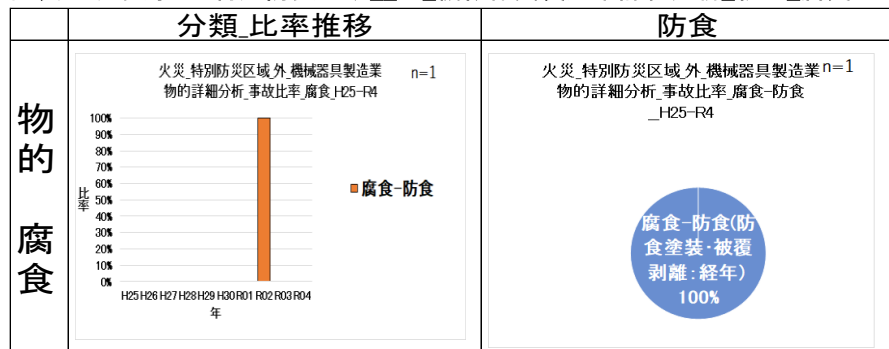 分類_比率推移
防食
物的 腐食
火災_特別防災区域_外_機械器具製造業
物的詳細分析_事故比率_腐食_H25-R4
n=1
100%
90%
80%
70%
60%
50%
40%
30%
20%
10%
0%
比率
H25 H26 H27 H28 H29 H30 R01 R02 R03 R04
年
腐食-防食
火災_特別防災区域_外_機械器具製造業
n=1
物的詳細分析_事故比率_腐食-防食
_H25-R4
腐食-防食(防
食塗装・被覆
剥離:経年)
100%